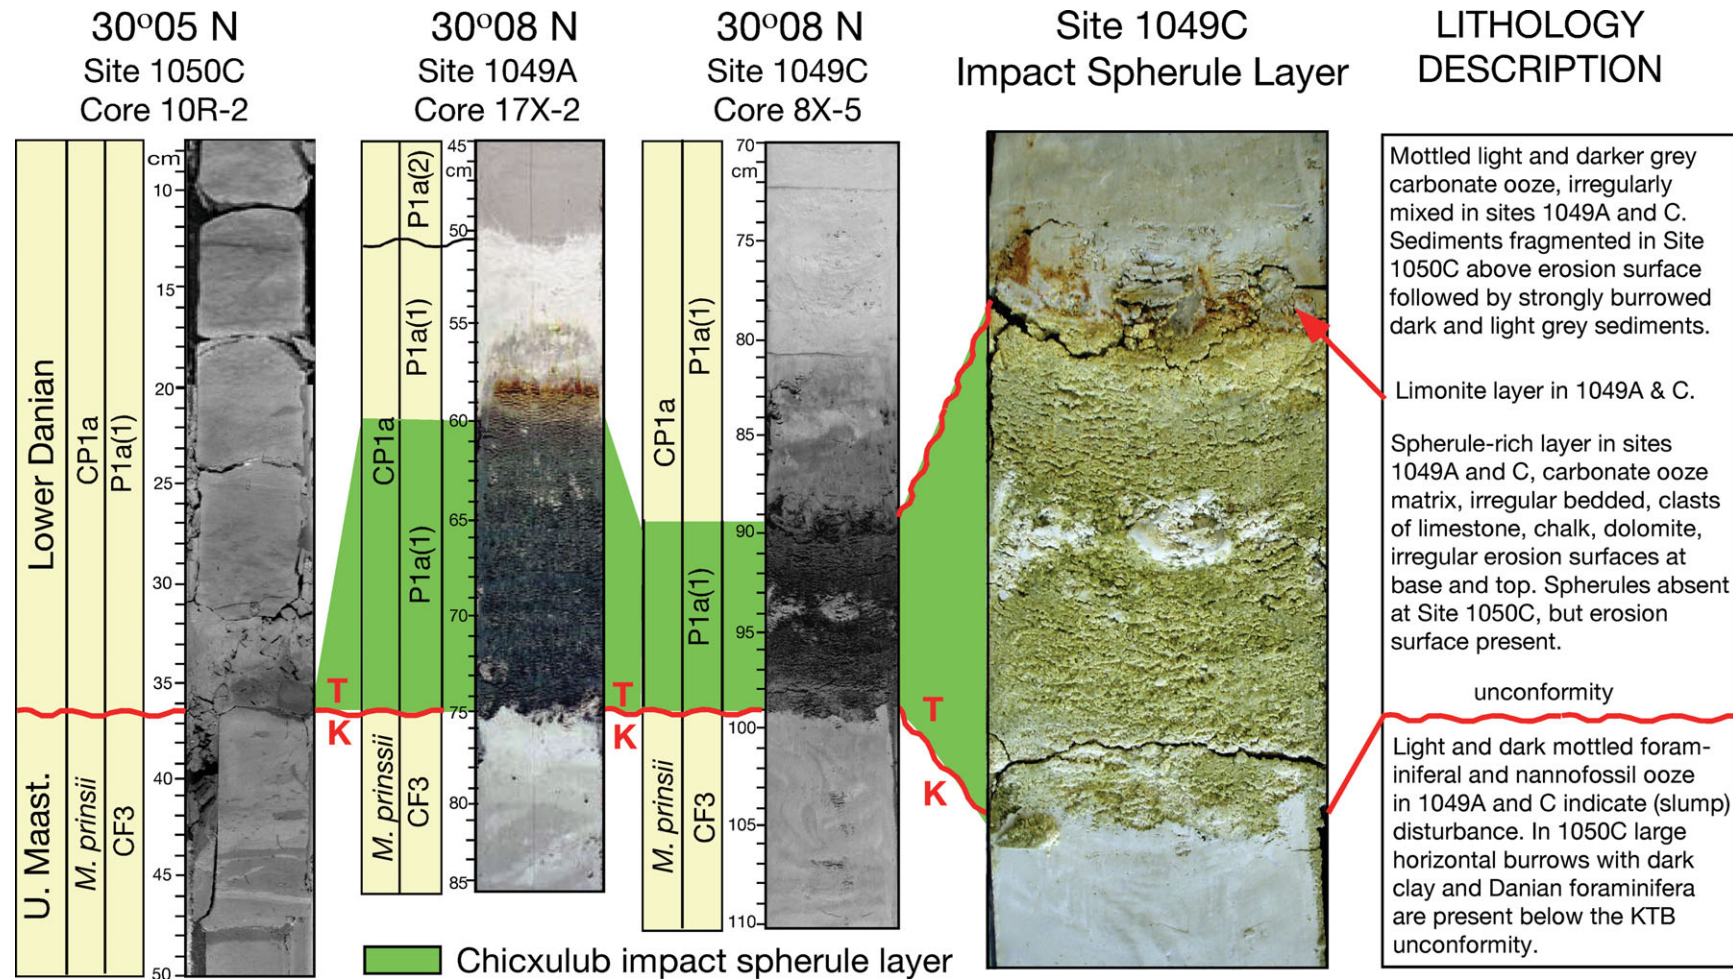 30º05 N
Site 1050C
Core 10R-2
30º08 N
Site 1049A
Core 17X-2
30º08 N
Site 1049C
Core 8X-5
Site 1049C
Impact Spherule Layer
LITHOLOGY
DESCRIPTION
Lower Danian
CP1a
P1a(1)
U. Maast.
M. prinsii
CF3
cm
10
15
20
25
30
35
40
45
50
T
K
P1a(2)
P1a(1)
CP1a
P1a(1)
M. prinssii
CF3
45
cm
50
55
60
65
70
75
80
85
T
K
CP1a
P1a(1)
P1a(1)
M. prinsii
CF3
70
cm
75
80
85
90
95
100
105
110
T
K
Mottled light and darker grey
carbonate ooze, irregularly
mixed in sites 1049A and C.
Sediments fragmented in Site
1050C above erosion surface
followed by strongly burrowed
dark and light grey sediments.
Limonite layer in 1049A & C.
Spherule-rich layer in sites
1049A and C, carbonate ooze
matrix, irregular bedded, clasts
of limestone, chalk, dolomite,
irregular erosion surfaces at
base and top. Spherules absent
at Site 1050C, but erosion
surface present.
unconformity
Light and dark mottled foram-
iniferal and nannofossil ooze
in 1049A and C indicate (slump)
disturbance. In 1050C large
horizontal burrows with dark
clay and Danian foraminifera
are present below the KTB
unconformity.
Chicxulub impact spherule layer